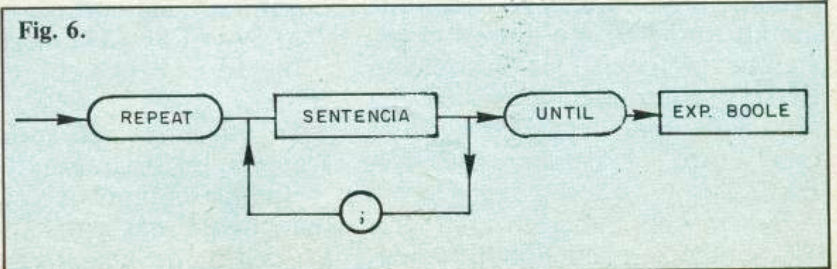 Fig. 6.
REPEAT SENTENCIA UNTIL EXP. BOOLE
;